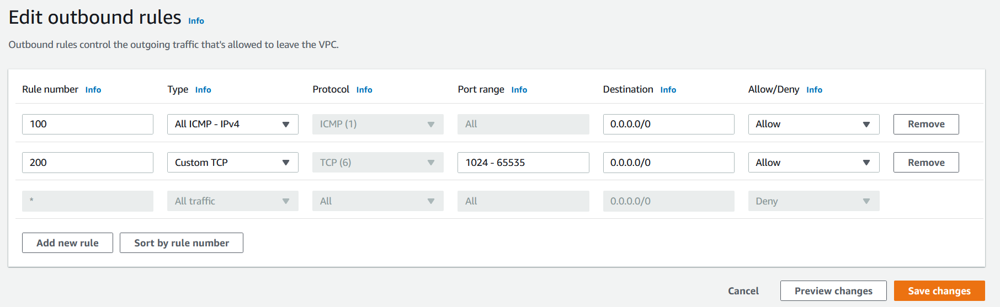 Edit outbound rules Info
Outbound rules control the outgoing traffic that's allowed to leave the VPC.
Rule number Info Type Info Protocol Info Port range Info Destination Info Allow/Deny Info
100 All ICMP - IPv4 ICMP (1) All 0.0.0.0/0 Allow Remove
200 Custom TCP TCP (6) 1024 - 65535 0.0.0.0/0 Allow Remove
* All traffic All All 0.0.0.0/0 Deny
Add new rule Sort by rule number
Cancel Preview changes Save changes